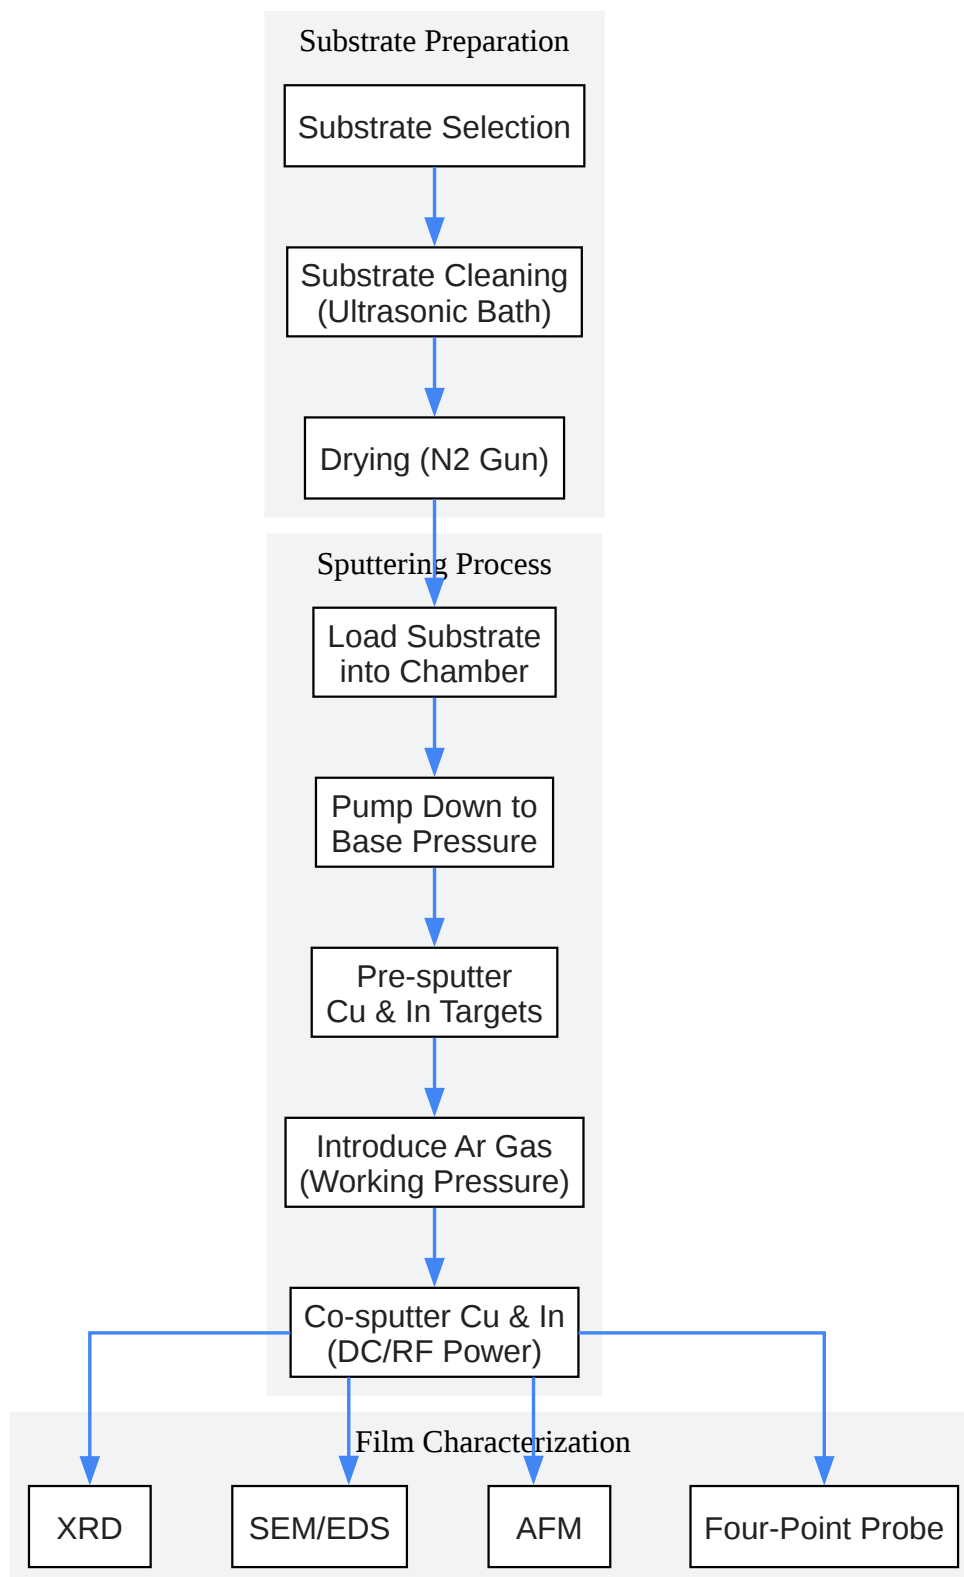 Substrate Preparation
Substrate Selection
Substrate Cleaning
(Ultrasonic Bath)
Drying (N2 Gun)
Sputtering Process
Load Substrate
into Chamber
Pump Down to
Base Pressure
Pre-sputter
Cu & In Targets
Introduce Ar Gas
(Working Pressure)
Co-sputter Cu & In
(DC/RF Power)
Film Characterization
XRD
SEM/EDS
AFM
Four-Point Probe